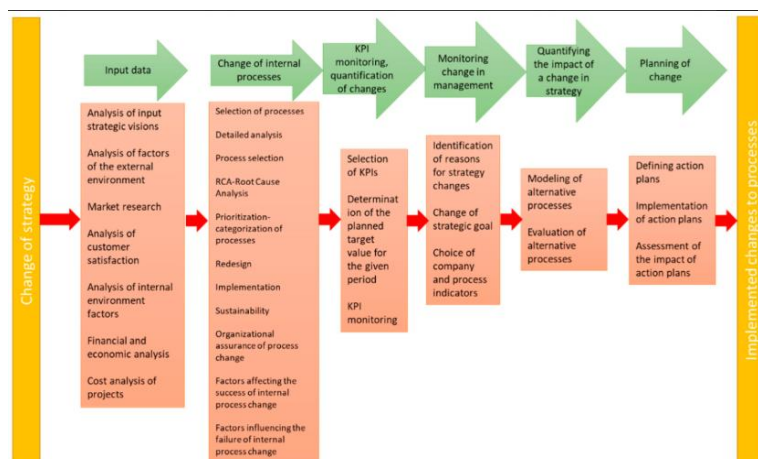 Change of strategy
Input data
Analysis of input
strategic visions
Analysis of factors
of the external
environment
Market research
Analysis of
customer
satisfaction
Analysis of internal
environment
factors
Financial and
economic analysis
Cost analysis of
projects
Change of internal
processes
Selection of processes
Detailed analysis
Process selection
RCA-Root Cause
Analysis
Prioritization-
categorization of
processes
Redesign
Implementation
Sustainability
Organizational
assurance of process
change
Factors affecting the
success of internal
process change
Factors influencing the
failure of internal
process change
KPI
monitoring,
quantification
of changes
Selection
of KPIs
Determinat
ion of the
planned
target
value for
the given
period
KPI
monitoring
Monitoring
change in
management
Identification
of reasons
for strategy
changes
Change of
strategic goal
Choice of
company
and process
indicators
Quantifying
the impact of
a change in
strategy
Modeling of
alternative
processes
Evaluation of
alternative
processes
Planning of
change
Defining action
plans
Implementation
of action plans
Assessment of
the impact of
action plans
Implemented changes to processes